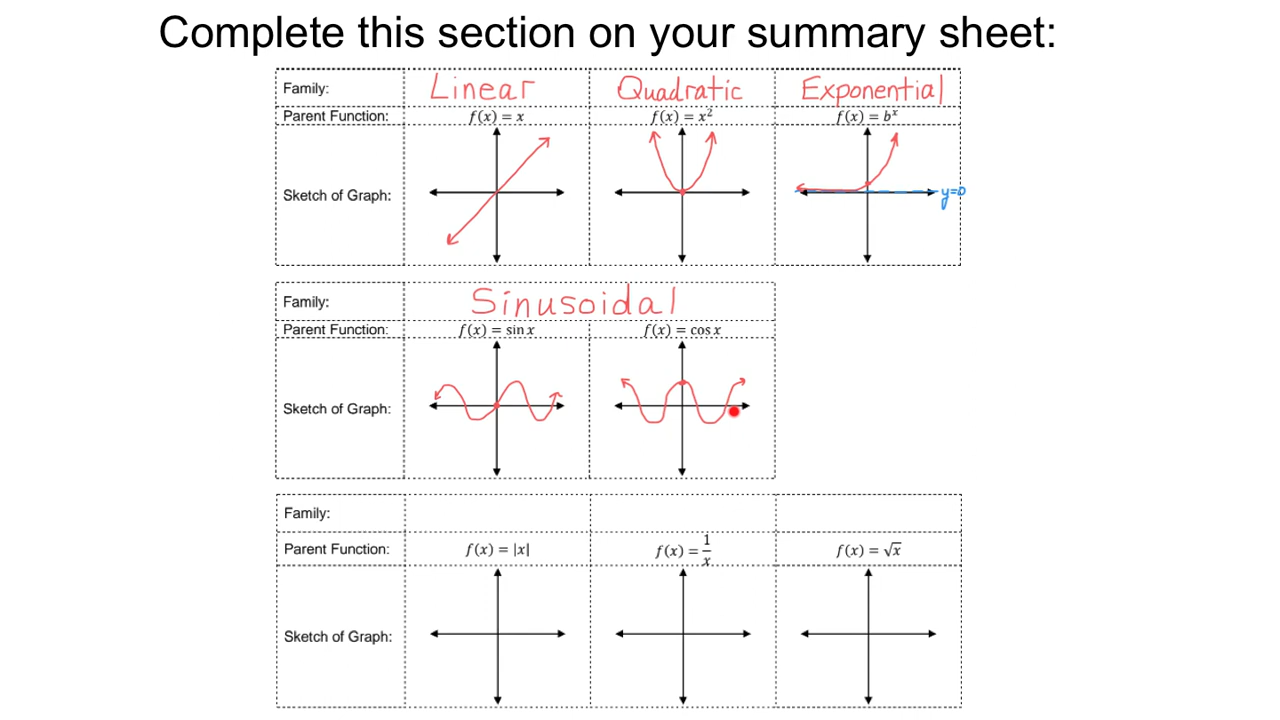 Complete this section on your summary sheet:
Family: Linear Quadratic Exponential
Parent Function: f(x) = x f(x) = x² f(x) = bˣ
Sketch of Graph: y=0
Family: Sinusoidal
Parent Function: f(x) = sin x f(x) = cos x
Sketch of Graph:
Family:
Parent Function: f(x) = |x| f(x) = 1/x f(x) = √x
Sketch of Graph: